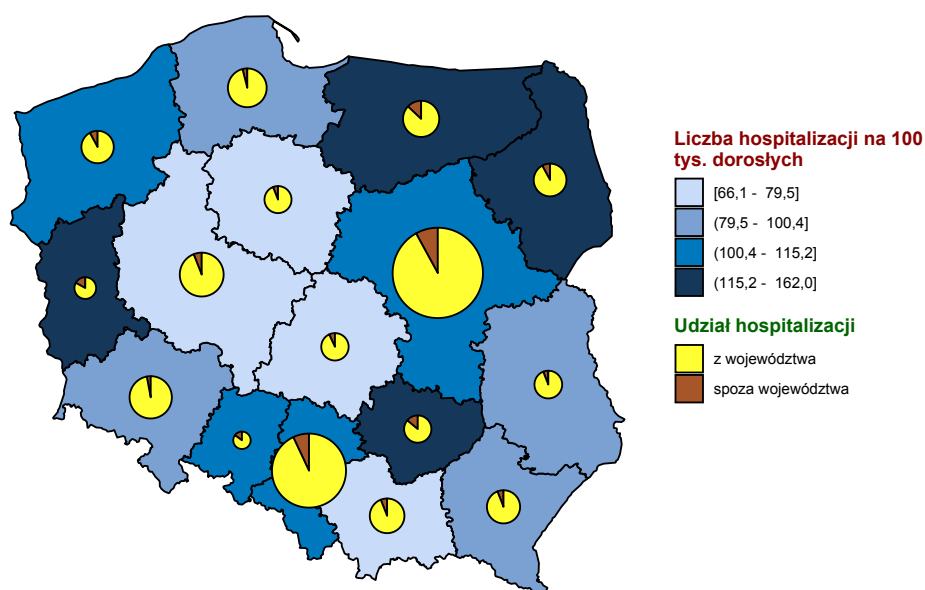 Liczba hospitalizacji na 100
tys. dorosłych
[66,1 - 79,5]
(79,5 - 100,4]
(100,4 - 115,2]
(115,2 - 162,0]
Udział hospitalizacji
z województwa
spoza województwa